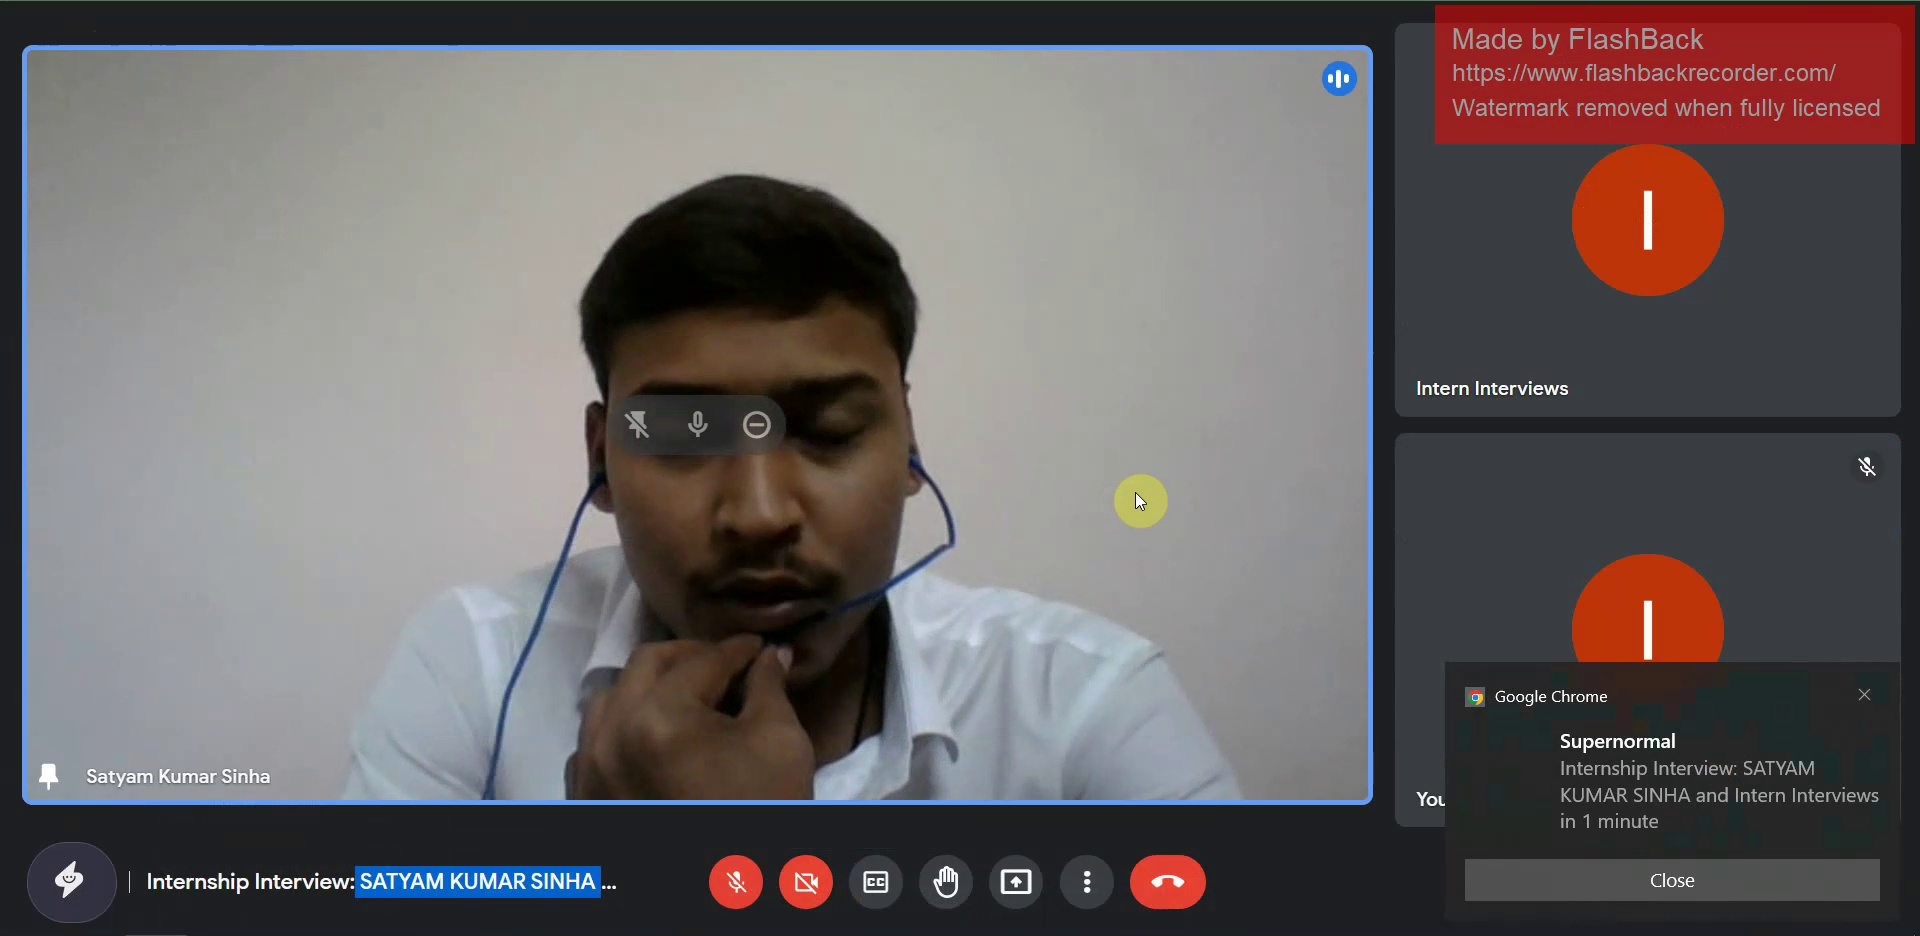 Made by FlashBack
https://www.flashbackrecorder.com/
Watermark removed when fully licensed
I
Intern Interviews
I
You
Google Chrome
Supernormal
Internship Interview: SATYAM
KUMAR SINHA and Intern Interviews
in 1 minute
Close
Satyam Kumar Sinha
Internship Interview: SATYAM KUMAR SINHA ...
CC